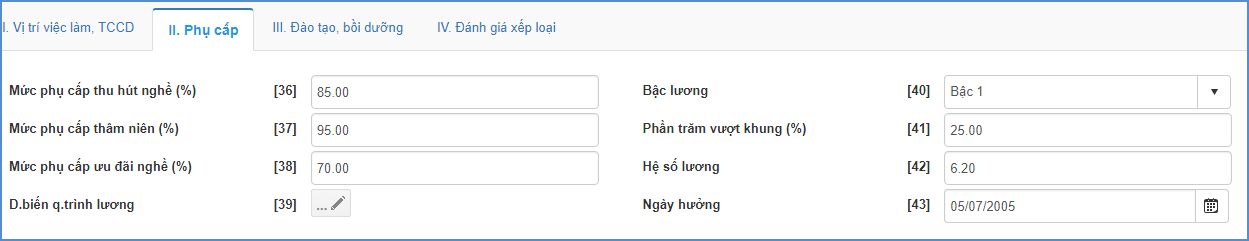 I. Vị trí việc làm, TCCD II. Phụ cấp III. Đào tạo, bồi dưỡng IV. Đánh giá xếp loại
Mức phụ cấp thu hút nghề (%) [36] 85.00 Bậc lương [40] Bậc 1
Mức phụ cấp thâm niên (%) [37] 95.00 Phần trăm vượt khung (%) [41] 25.00
Mức phụ cấp ưu đãi nghề (%) [38] 70.00 Hệ số lương [42] 6.20
D.biến q.trình lương [39] ... Ngày hưởng [43] 05/07/2005